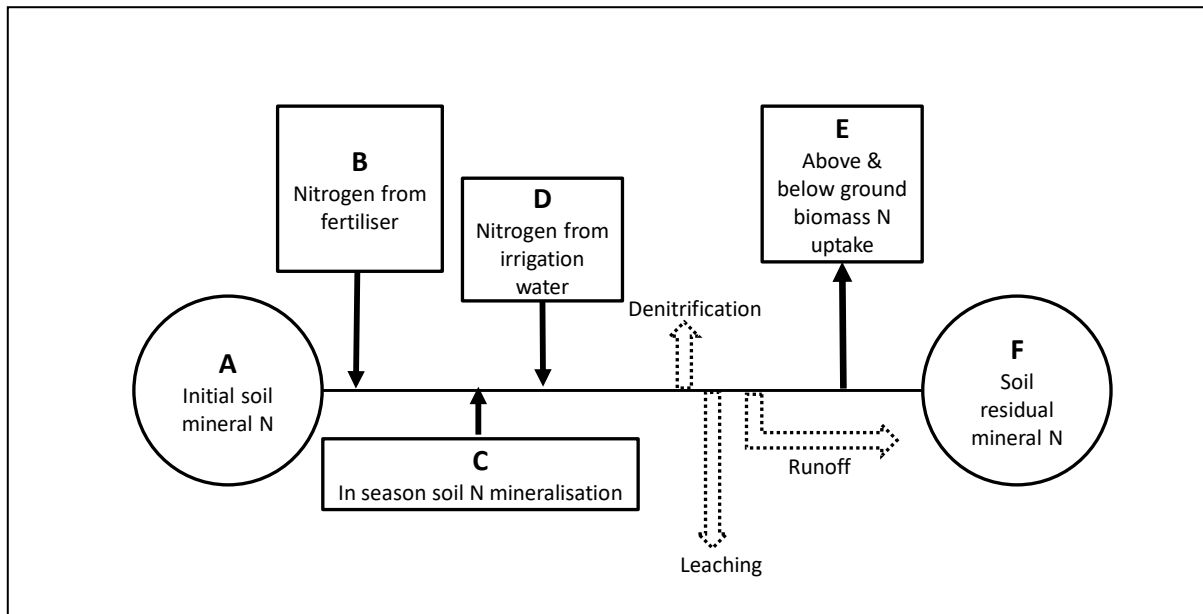 B
Nitrogen from
fertiliser
D
Nitrogen from
irrigation
water
E
Above &
below ground
biomass N
uptake
Denitrification
A
Initial soil
mineral N
F
Soil
residual
mineral N
C
In season soil N mineralisation
Runoff
Leaching